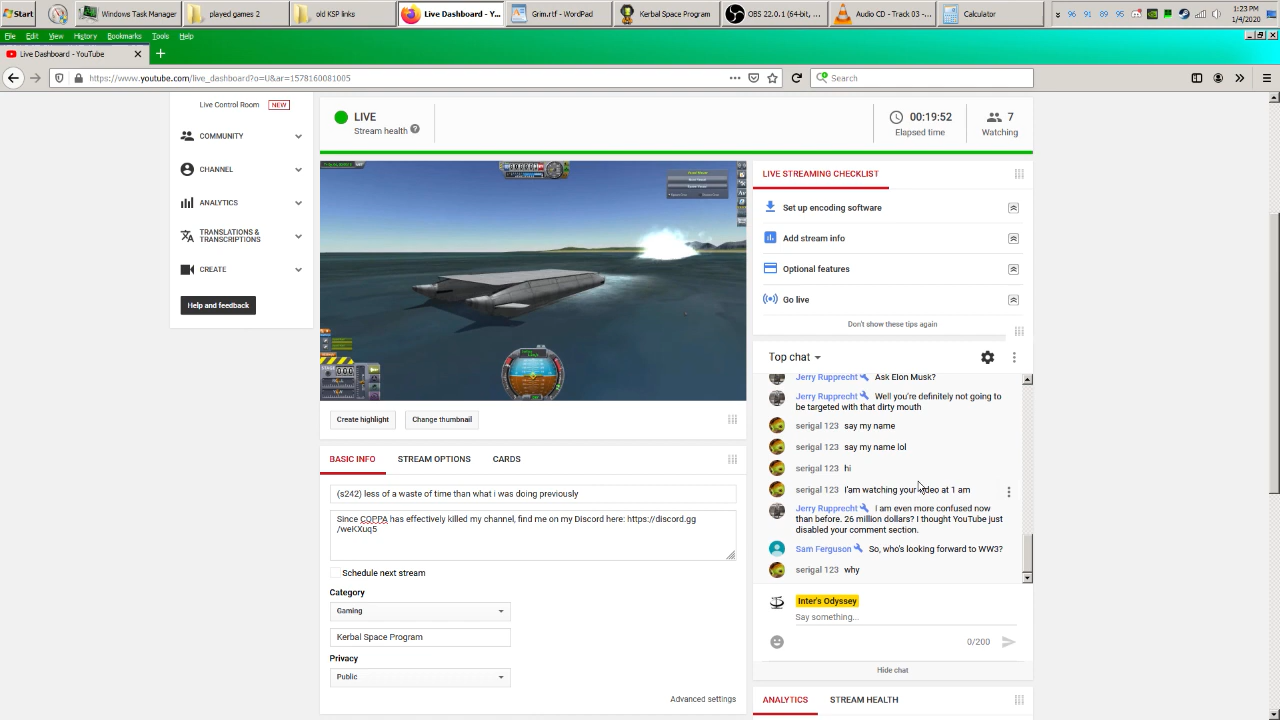 Start
Windows Task Manager
played games 2
old KSP links
Live Dashboard - Y...
Grim.rtf - WordPad
Kerbal Space Program
OBS 22.0.1 (64-bit, ...
Audio CD - Track 03 -...
Calculator
96 91 89 95
1:23 PM
1/4/2020
File Edit View History Bookmarks Tools Help
Live Dashboard - YouTube
https://www.youtube.com/live_dashboard?o=U&ar=1578160081005
Search
Live Control Room NEW
COMMUNITY
CHANNEL
ANALYTICS
TRANSLATIONS &
TRANSCRIPTIONS
CREATE
Help and feedback
LIVE
Stream health
00:19:52
Elapsed time
7
Watching
Create highlight
Change thumbnail
BASIC INFO STREAM OPTIONS CARDS
(s242) less of a waste of time than what i was doing previously
Since COPPA has effectively killed my channel, find me on my Discord here: https://discord.gg
/weKXuq5
Schedule next stream
Category
Gaming
Kerbal Space Program
Privacy
Public
Advanced settings
LIVE STREAMING CHECKLIST
Set up encoding software
Add stream info
Optional features
Go live
Don't show these tips again
Top chat
Jerry Rupprecht Ask Elon Musk?
Jerry Rupprecht Well you're definitely not going to
be targeted with that dirty mouth
serigal 123 say my name
serigal 123 say my name lol
serigal 123 hi
serigal 123 I'am watching your video at 1 am
Jerry Rupprecht I am even more confused now
than before. 26 million dollars? I thought YouTube just
disabled your comment section.
Sam Ferguson So, who's looking forward to WW3?
serigal 123 why
Inter's Odyssey
Say something...
0/200
Hide chat
ANALYTICS STREAM HEALTH